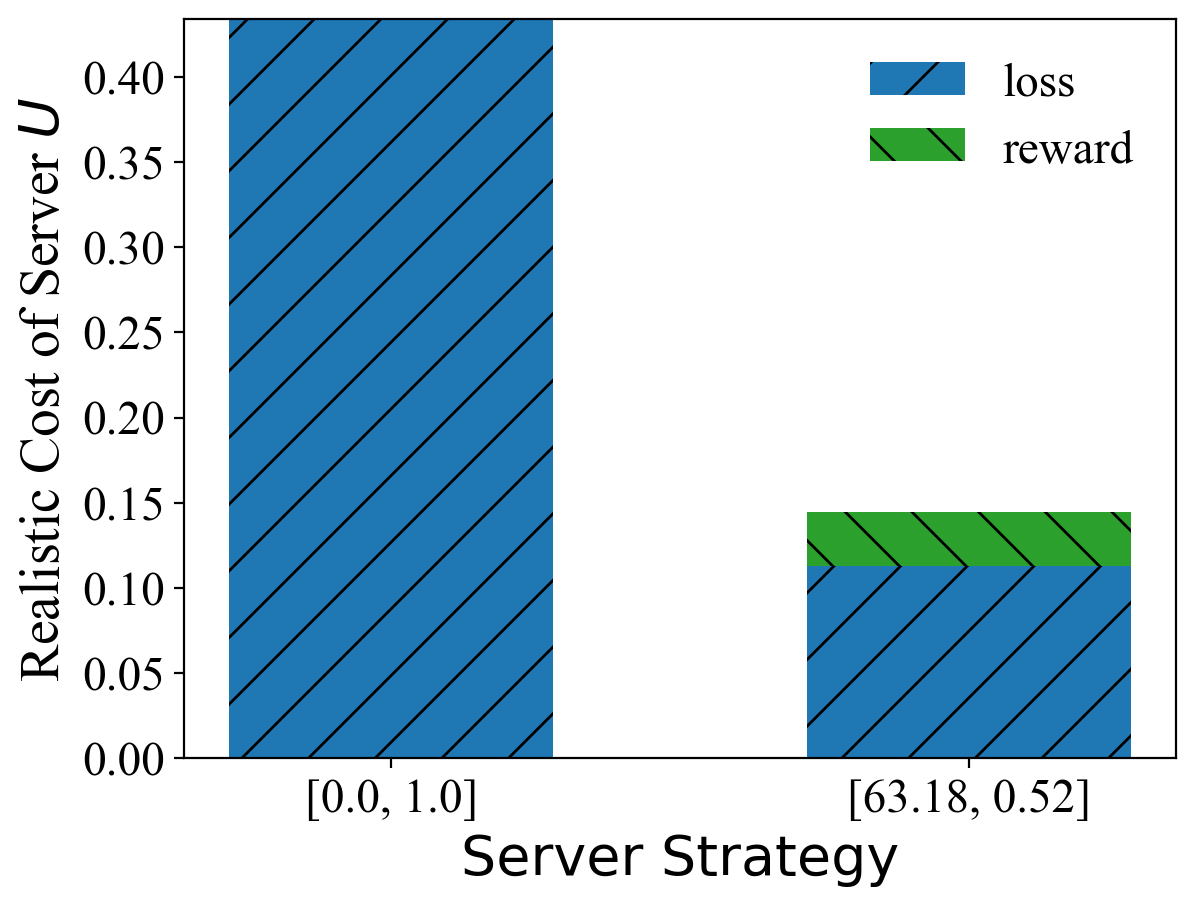 Realistic Cost of Server U
0.40
0.35
0.30
0.25
0.20
0.15
0.10
0.05
0.00
loss
reward
[0.0, 1.0]
[63.18, 0.52]
Server Strategy